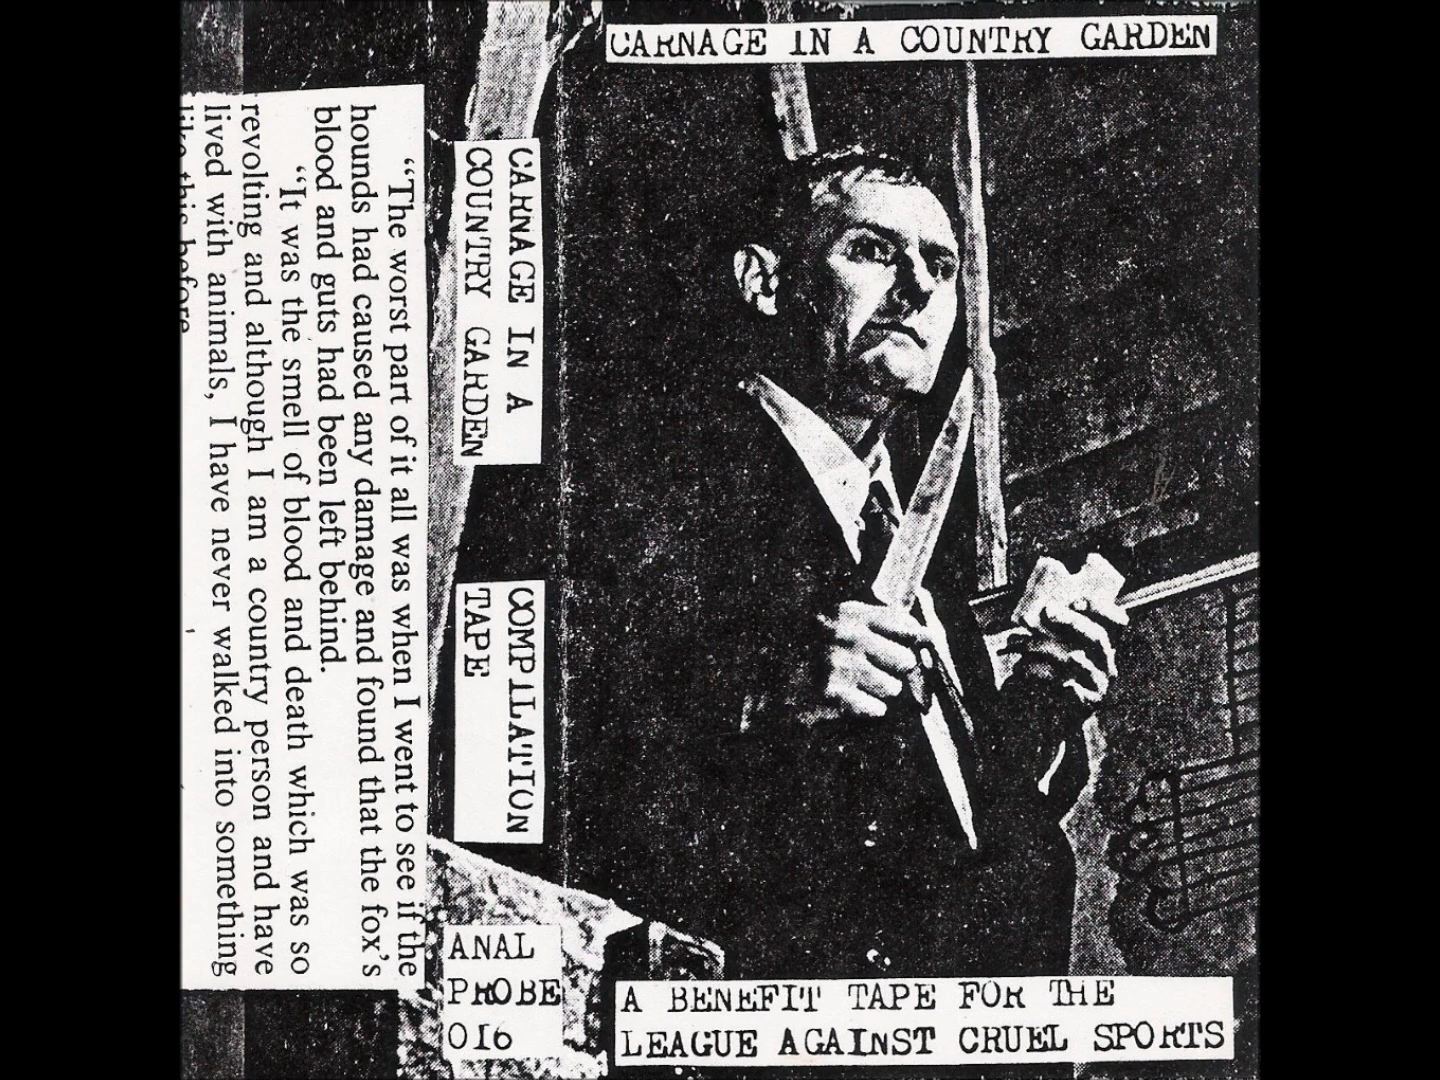 CARNAGE IN A COUNTRY GARDEN
"The worst part of it all was when I went to see if the
hounds had caused any damage and found that the fox's
blood and guts had been left behind.
"It was the smell of blood and death which was so
revolting and although I am a country person and have
lived with animals, I have never walked into something
like this before
CARNAGE IN A
COUNTRY GARDEN
COMPILATION
TAPE
ANAL
PROBE
016
A BENEFIT TAPE FOR THE
LEAGUE AGAINST CRUEL SPORTS